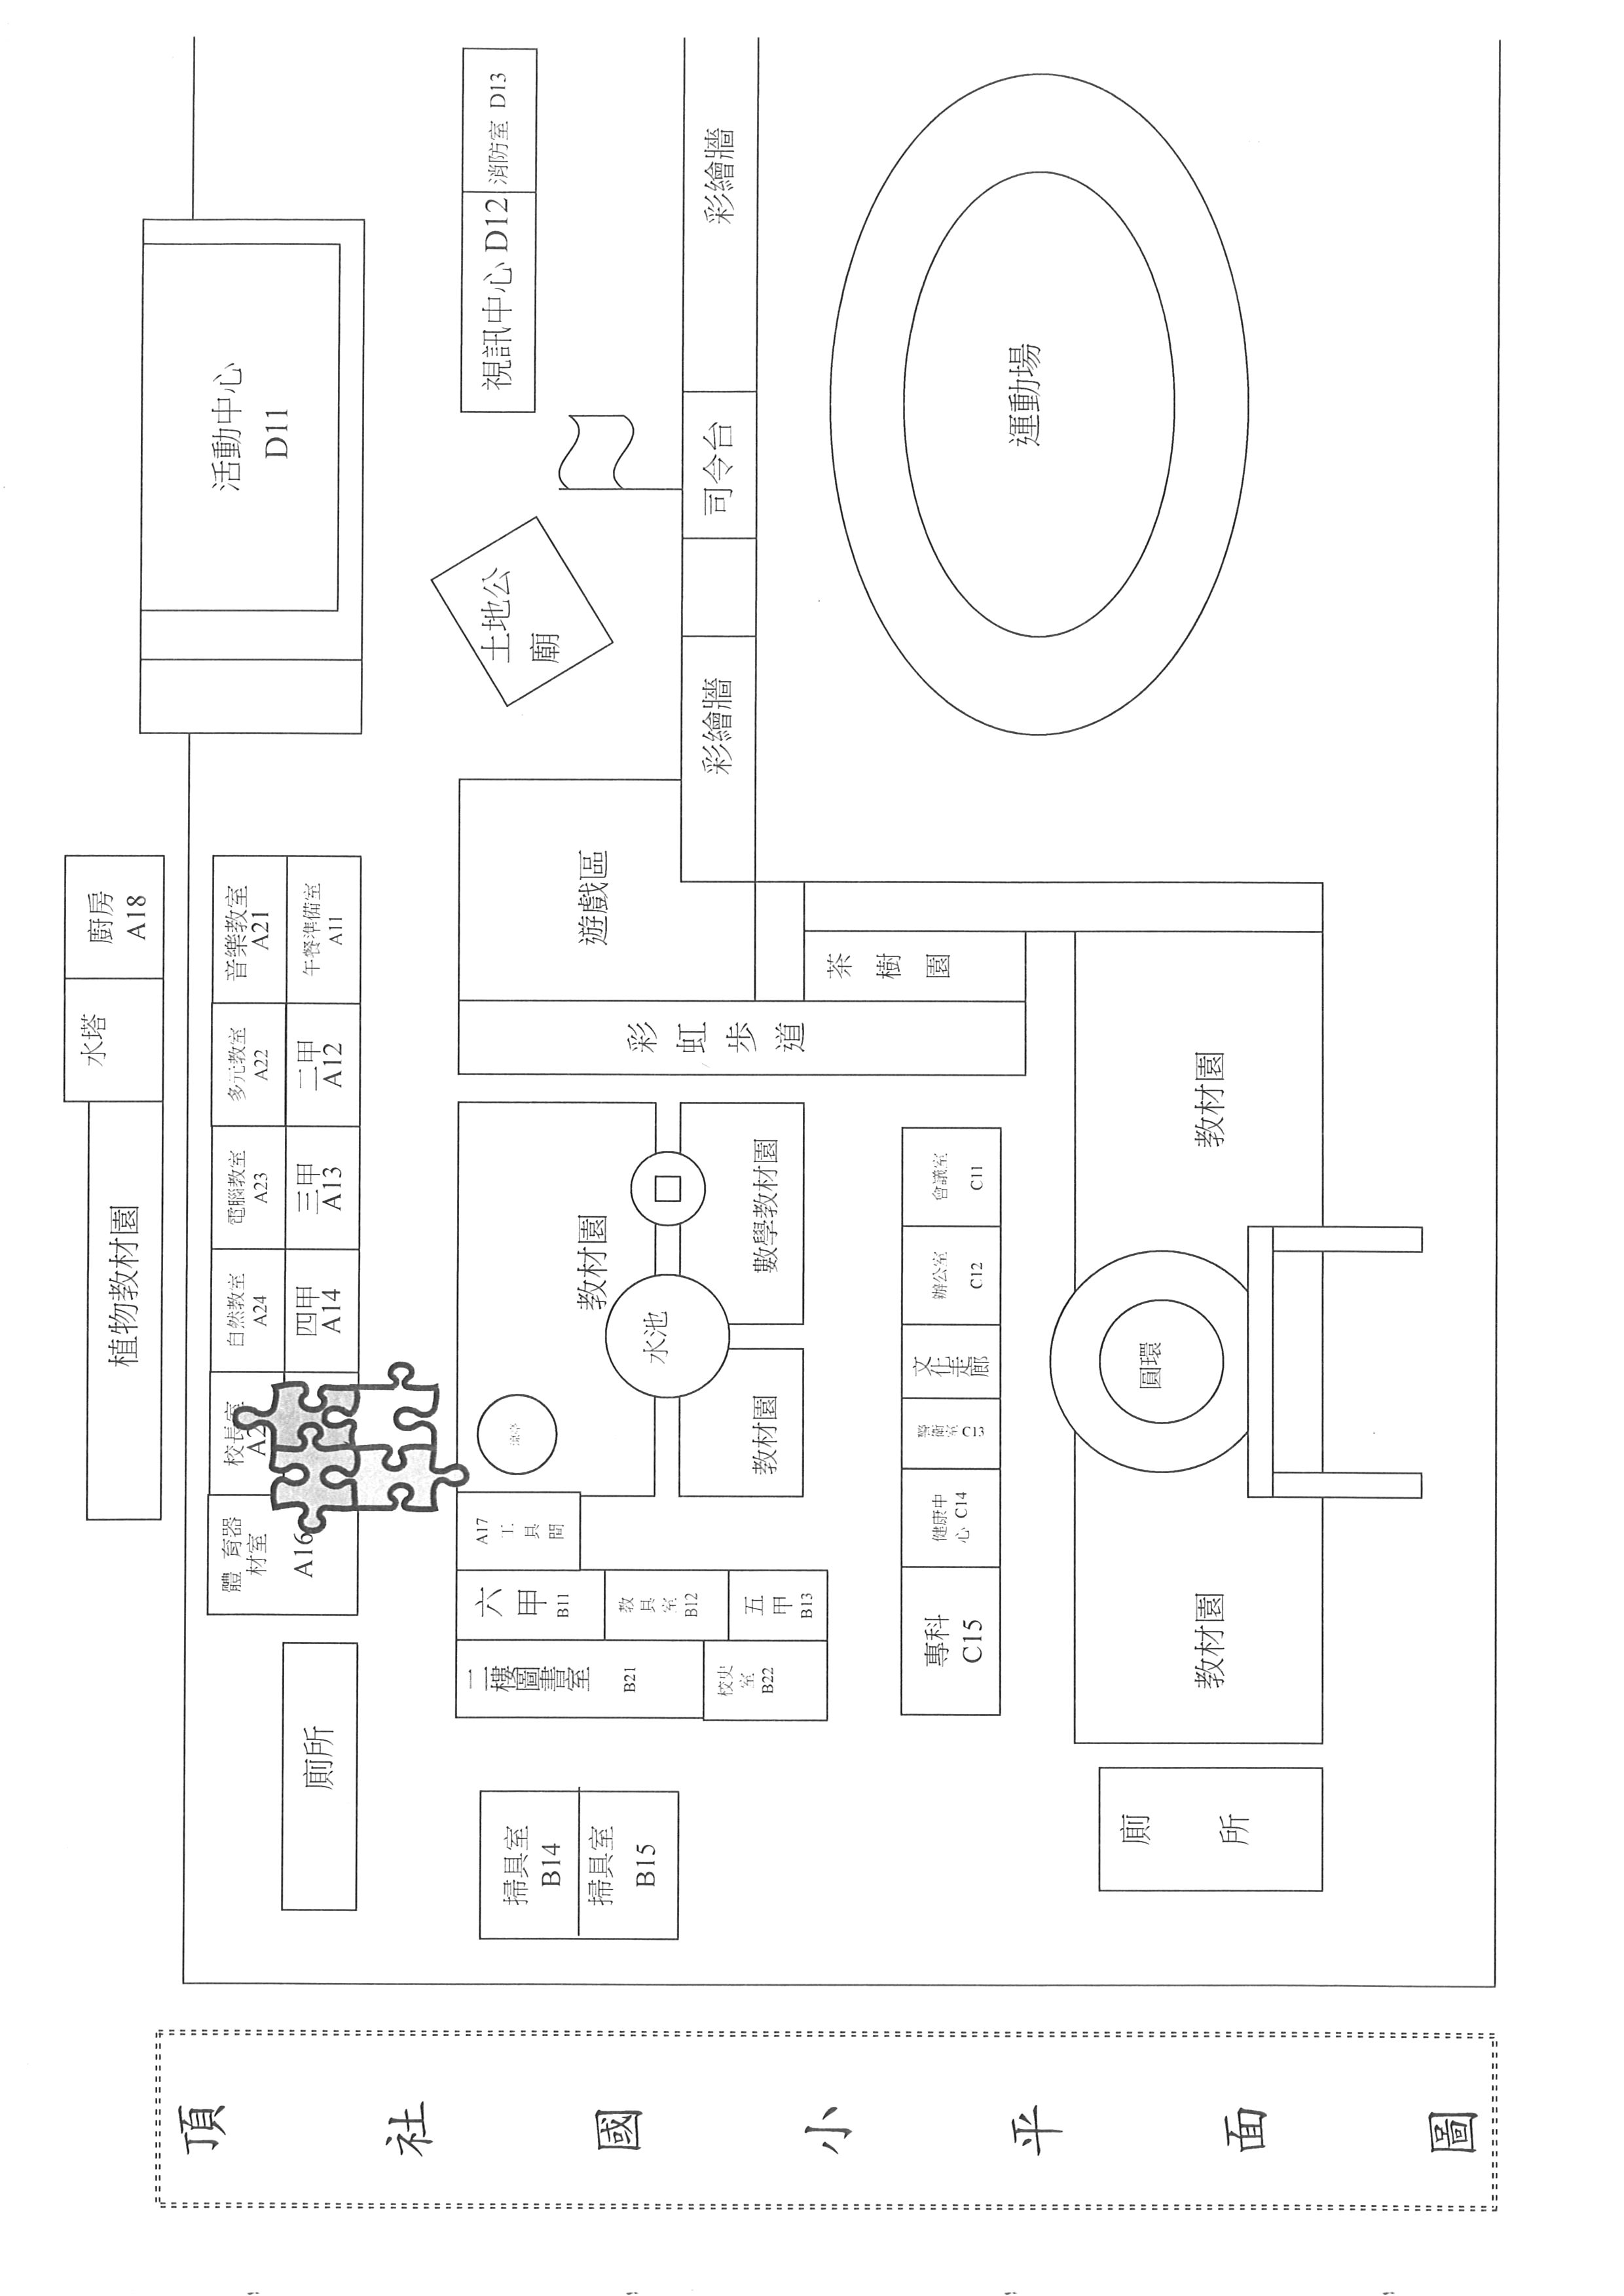 頂社國小平面圖
廚房
A18
水塔
植物教材園
活動中心
D11
音樂教室
A21
午餐準備室
A11
多元教室
A22
二甲
A12
電腦教室
A23
三甲
A13
自然教室
A24
四甲
A14
校長室
體育器
材室
A16
廁所
消防室 D13
視訊中心 D12
土地公
廟
司令台
彩繪牆
彩繪牆
運動場
遊戲區
茶樹園
彩虹步道
教材園
數學教材園
水池
教材園
A17
工具間
六甲
B11
教具室
B12
五甲
B13
二樓圖書室
B21
校史室
B22
掃具室
B14
掃具室
B15
會議室
C11
辦公室
C12
文化走廊
警衛室 C13
健康中
心 C14
專科
C15
教材園
圓環
教材園
廁所